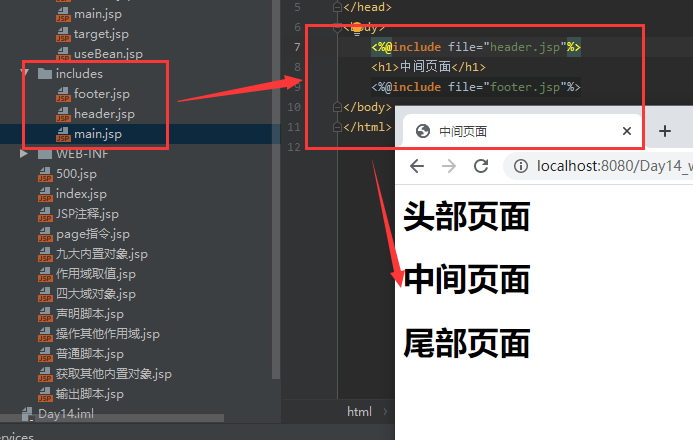 main.jsp
target.jsp
useBean.jsp
includes
footer.jsp
header.jsp
main.jsp
WEB-INF
500.jsp
index.jsp
JSP注释.jsp
page指令.jsp
九大内置对象.jsp
作用域取值.jsp
四大域对象.jsp
声明脚本.jsp
操作其他作用域.jsp
普通脚本.jsp
获取其他内置对象.jsp
输出脚本.jsp
Day14.iml
ervices
5 </head>
6 <body>
7 <%@include file="header.jsp"%>
8 <h1>中间页面</h1>
9 <%@include file="footer.jsp"%>
10 </body>
11 </html>
12
html
中间页面
localhost:8080/Day14_w
头部页面
中间页面
尾部页面